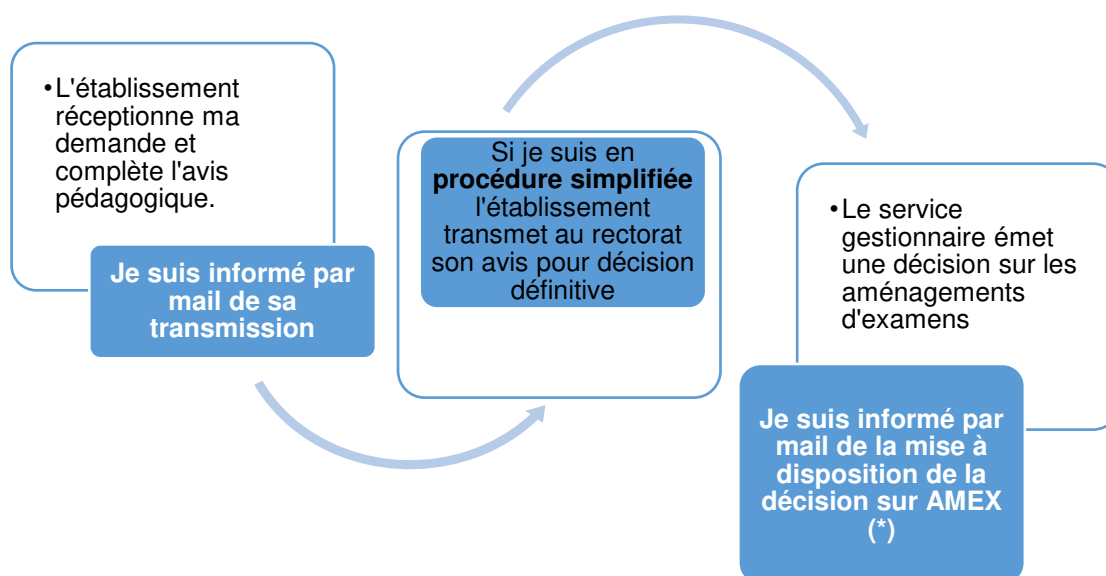 •L'établissement
réceptionne ma
demande et
complète l'avis
pédagogique.
Je suis informé par
mail de sa
transmission
Si je suis en
procédure simplifiée
l'établissement
transmet au rectorat
son avis pour décision
définitive
•Le service
gestionnaire émet
une décision sur les
aménagements
d'examens
Je suis informé par
mail de la mise à
disposition de la
décision sur AMEX
(*)